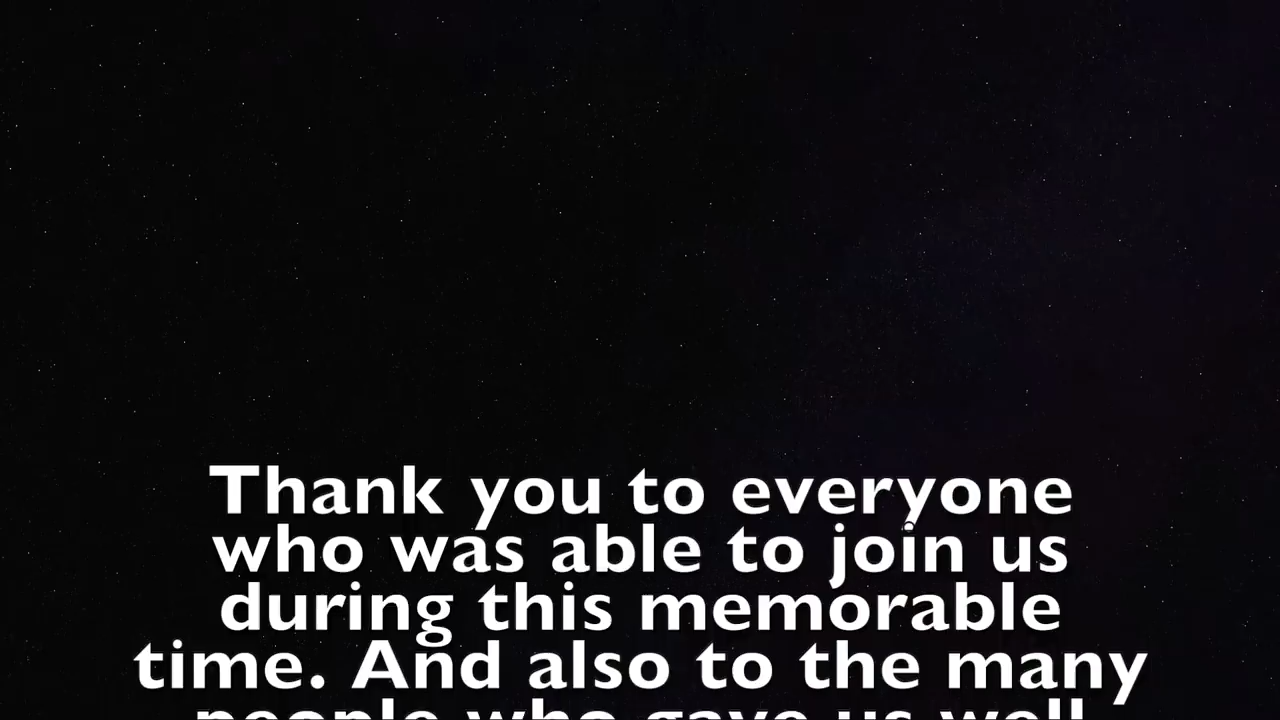 Thank you to everyone
who was able to join us
during this memorable
time. And also to the many
people who gave us well